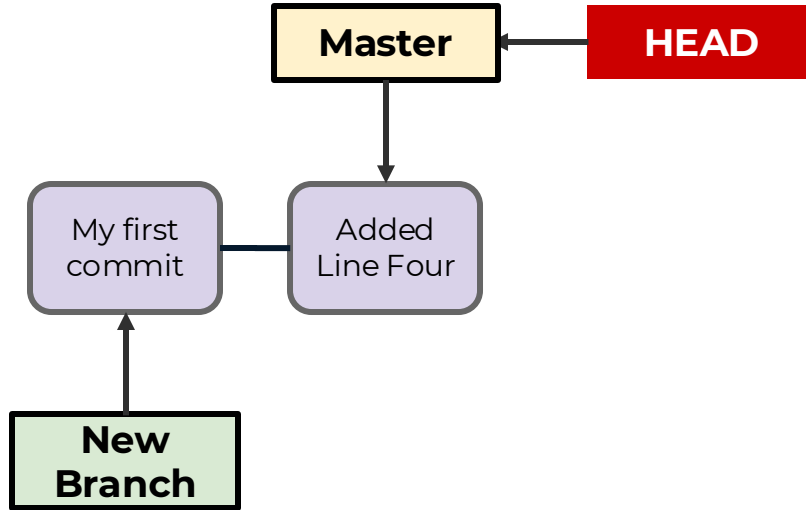 Master
HEAD
My first
commit
Added
Line Four
New
Branch